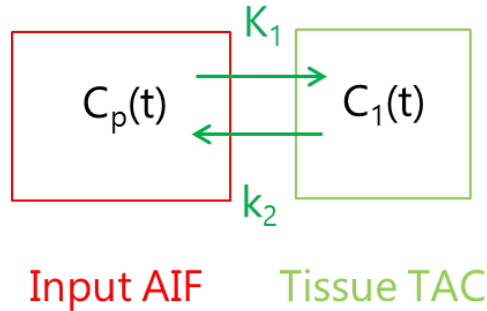 K₁
Cₚ(t) C₁(t)
k₂
Input AIF Tissue TAC